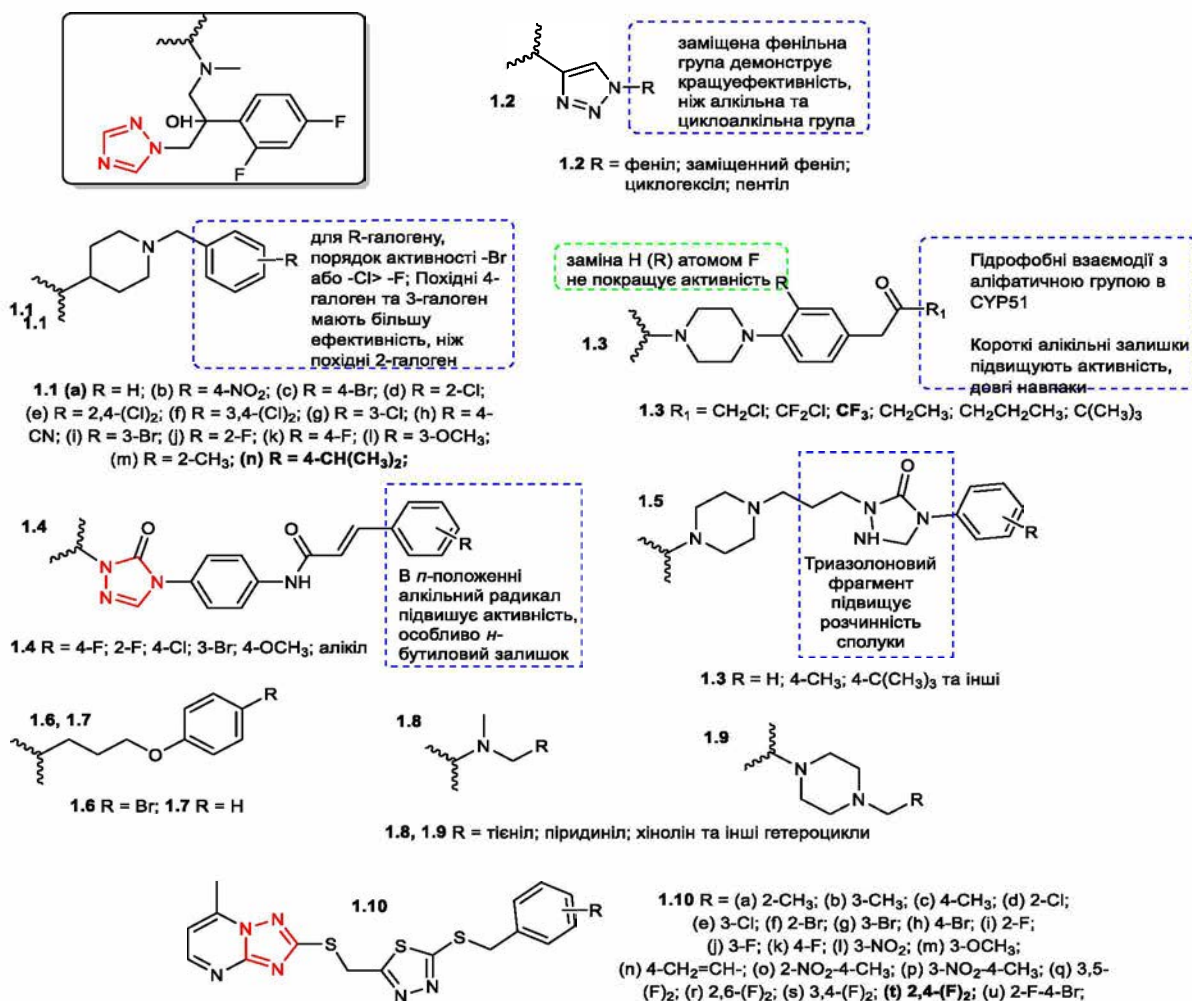 N
OH
N
N
N
F
F
1.2
N
N=N
R
заміщена фенільна
група демонструє
кращуефективність,
ніж алкільна та
циклоалкільна група
1.2 R = феніл; заміщенний феніл;
циклогексіл; пентіл
1.1
1.1
N
R
для R-галогену,
порядок активності -Br
або -Cl> -F; Похідні 4-
галоген та 3-галоген
мають більшу
ефективність, ніж
похідні 2-галоген
1.1 (a) R = H; (b) R = 4-NO₂; (c) R = 4-Br; (d) R = 2-Cl;
(e) R = 2,4-(Cl)₂; (f) R = 3,4-(Cl)₂; (g) R = 3-Cl; (h) R = 4-
CN; (i) R = 3-Br; (j) R = 2-F; (k) R = 4-F; (l) R = 3-OCH₃;
(m) R = 2-CH₃; (n) R = 4-CH(CH₃)₂;
заміна H (R) атомом F
не покращує активність
1.3
N
N
R
O
R₁
Гідрофобні взаємодії з
аліфатичною групою в
CYP51
Короткі алікільні залишки
підвищують активність,
довгі навпаки
1.3 R₁ = CH₂Cl; CF₂Cl; CF₃; CH₂CH₃; CH₂CH₂CH₃; C(CH₃)₃
1.4
O
N
N
N
N
H
O
R
В п-положенні
алкільний радикал
підвишує активність,
особливо н-
бутиловий залишок
1.4 R = 4-F; 2-F; 4-Cl; 3-Br; 4-OCH₃; алікіл
1.5
N
N
N
O
N
NH
R
Триазолоновий
фрагмент
підвищує
розчинність
сполуки
1.3 R = H; 4-CH₃; 4-C(CH₃)₃ та інші
1.6, 1.7
O
R
1.6 R = Br; 1.7 R = H
1.8
N
R
1.9
N
N
R
1.8, 1.9 R = тієніл; піридиніл; хінолін та інші гетероцикли
1.10
N
N
N
N
S
S
N
N
S
R
1.10 R = (a) 2-CH₃; (b) 3-CH₃; (c) 4-CH₃; (d) 2-Cl;
(e) 3-Cl; (f) 2-Br; (g) 3-Br; (h) 4-Br; (i) 2-F;
(j) 3-F; (k) 4-F; (l) 3-NO₂; (m) 3-OCH₃;
(n) 4-CH₂=CH-; (o) 2-NO₂-4-CH₃; (p) 3-NO₂-4-CH₃; (q) 3,5-
(F)₂; (r) 2,6-(F)₂; (s) 3,4-(F)₂; (t) 2,4-(F)₂; (u) 2-F-4-Br;